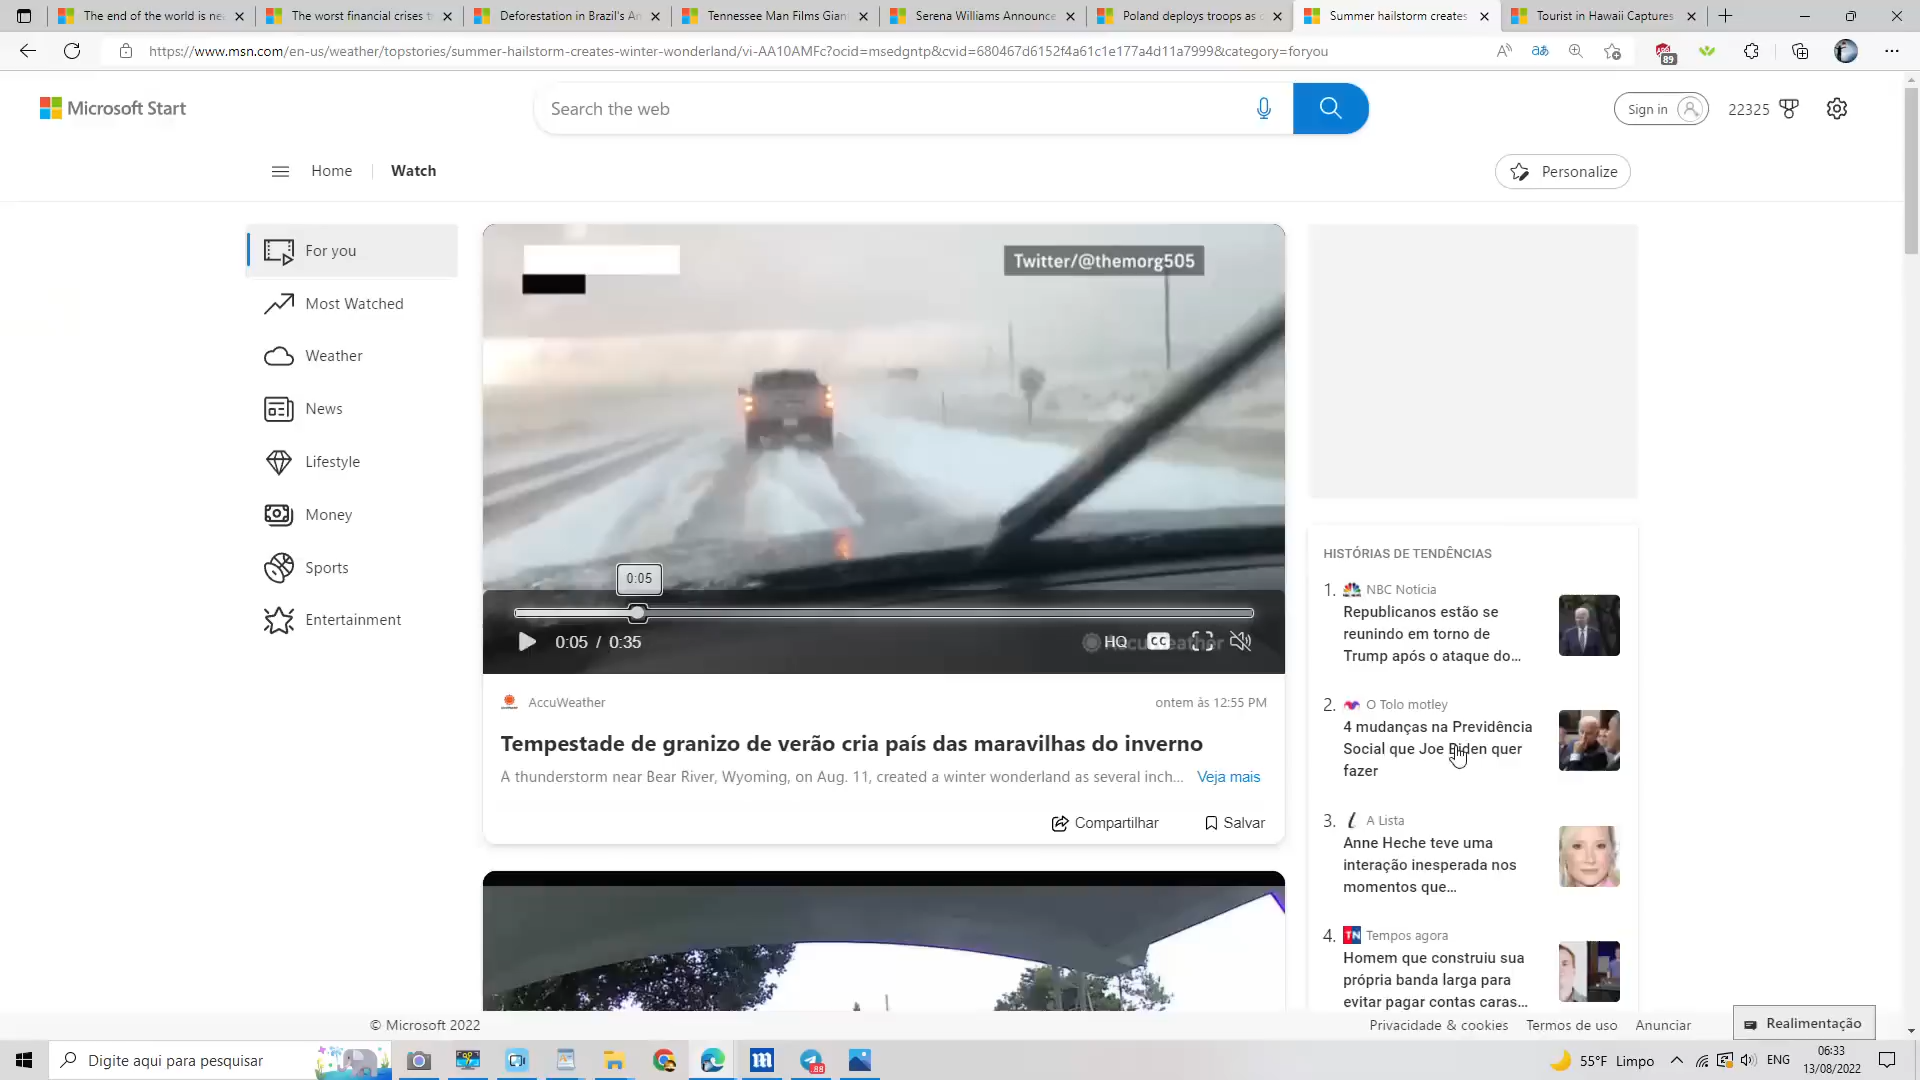 The end of the world is ne
The worst financial crises t
Deforestation in Brazil's A
Tennessee Man Films Gian
Serena Williams Announce
Poland deploys troops as
Summer hailstorm creates
Tourist in Hawaii Captures
https://www.msn.com/en-us/weather/topstories/summer-hailstorm-creates-winter-wonderland/vi-AA10AMFc?ocid=msedgntp&cvid=680467d6152f4a61c1e177a4d11a7999&category=foryou
89
Microsoft Start
Search the web
Sign in
22325
Home
Watch
Personalize
For you
Most Watched
Weather
News
Lifestyle
Money
Sports
Entertainment
Twitter/@themorg505
0:05
0:05 / 0:35
HQ
CC
AccuWeather
AccuWeather
ontem às 12:55 PM
Tempestade de granizo de verão cria país das maravilhas do inverno
A thunderstorm near Bear River, Wyoming, on Aug. 11, created a winter wonderland as several inch... Veja mais
Compartilhar
Salvar
HISTÓRIAS DE TENDÊNCIAS
1. NBC Notícia
Republicanos estão se
reunindo em torno de
Trump após o ataque do...
2. O Tolo motley
4 mudanças na Previdência
Social que Joe Biden quer
fazer
3. A Lista
Anne Heche teve uma
interação inesperada nos
momentos que...
4. TN Tempos agora
Homem que construiu sua
própria banda larga para
evitar pagar contas caras...
© Microsoft 2022
Privacidade & cookies
Termos de uso
Anunciar
Realimentação
Digite aqui para pesquisar
88
55°F Limpo
ENG
06:33
13/08/2022